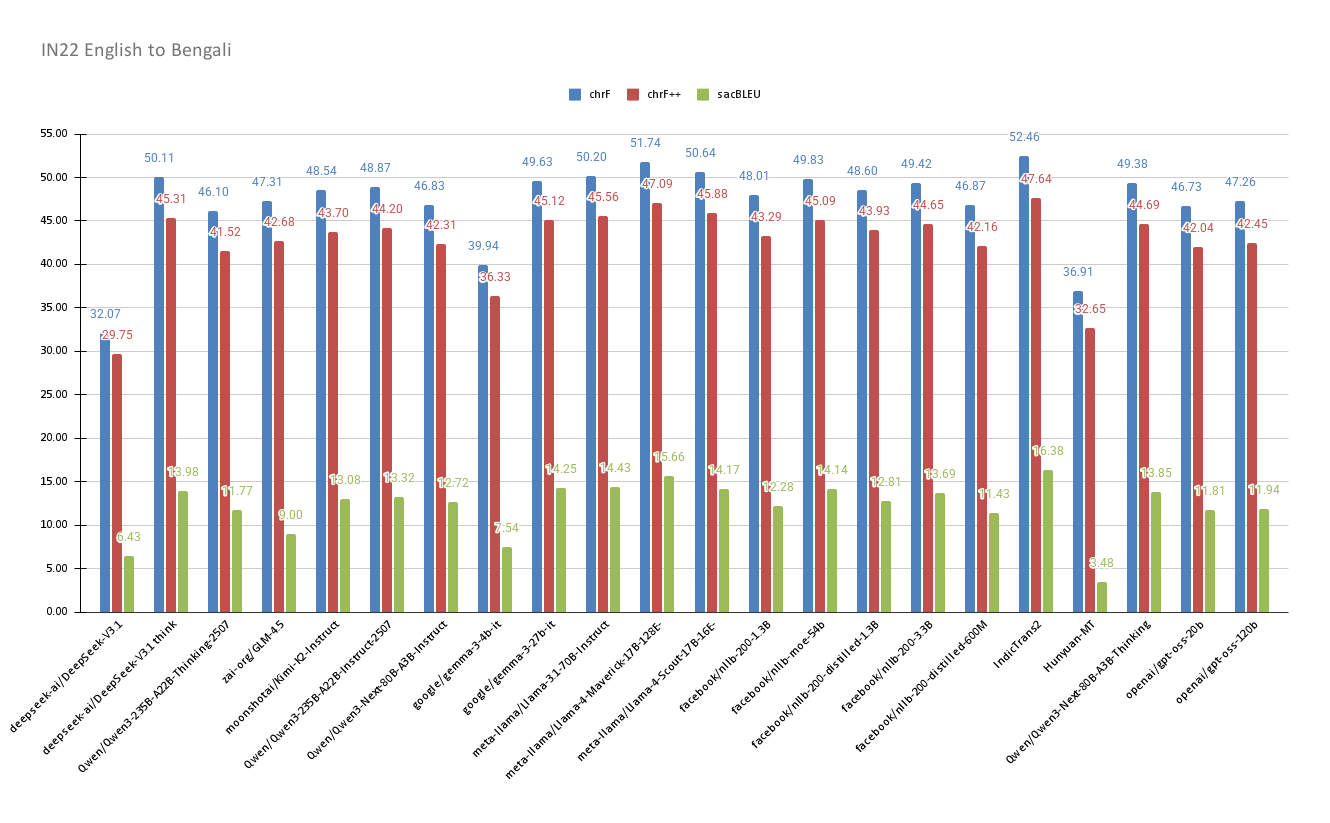 IN22 English to Bengali
chrF chrF++ sacBLEU
55.00
50.00
45.00
40.00
35.00
30.00
25.00
20.00
15.00
10.00
5.00
0.00
32.07 29.75 6.43
50.11 45.31 13.98
46.10 41.52 11.77
47.31 42.68 9.00
48.54 43.70 13.08
48.87 44.20 13.32
46.83 42.31 12.72
39.94 36.33 7.54
49.63 45.12 14.25
50.20 45.56 14.43
51.74 47.09 15.66
50.64 45.88 14.17
48.01 43.29 12.28
49.83 45.09 14.14
48.60 43.93 12.81
49.42 44.65 13.69
46.87 42.16 11.43
52.46 47.64 16.38
36.91 32.65 3.48
49.38 44.69 13.85
46.73 42.04 11.81
47.26 42.45 11.94
deepseek-ai/DeepSeek-V3.1
deepseek-ai/DeepSeek-V3.1 think
Qwen/Qwen3-235B-A22B-Thinking-2507
zai-org/GLM-4.5
moonshotai/Kimi-K2-Instruct
Qwen/Qwen3-235B-A22B-Instruct-2507
Qwen/Qwen3-Next-80B-A3B-Instruct
google/gemma-3-4b-it
google/gemma-3-27b-it
meta-llama/Llama-3.1-70B-Instruct
meta-llama/Llama-4-Maverick-17B-128E-
meta-llama/Llama-4-Scout-17B-16E-
facebook/nllb-200-1.3B
facebook/nllb-moe-54b
facebook/nllb-200-distilled-1.3B
facebook/nllb-200-3.3B
facebook/nllb-200-distilled-600M
IndicTrans2
Hunyuan-MT
Qwen/Qwen3-Next-80B-A3B-Thinking
openai/gpt-oss-20b
openai/gpt-oss-120b